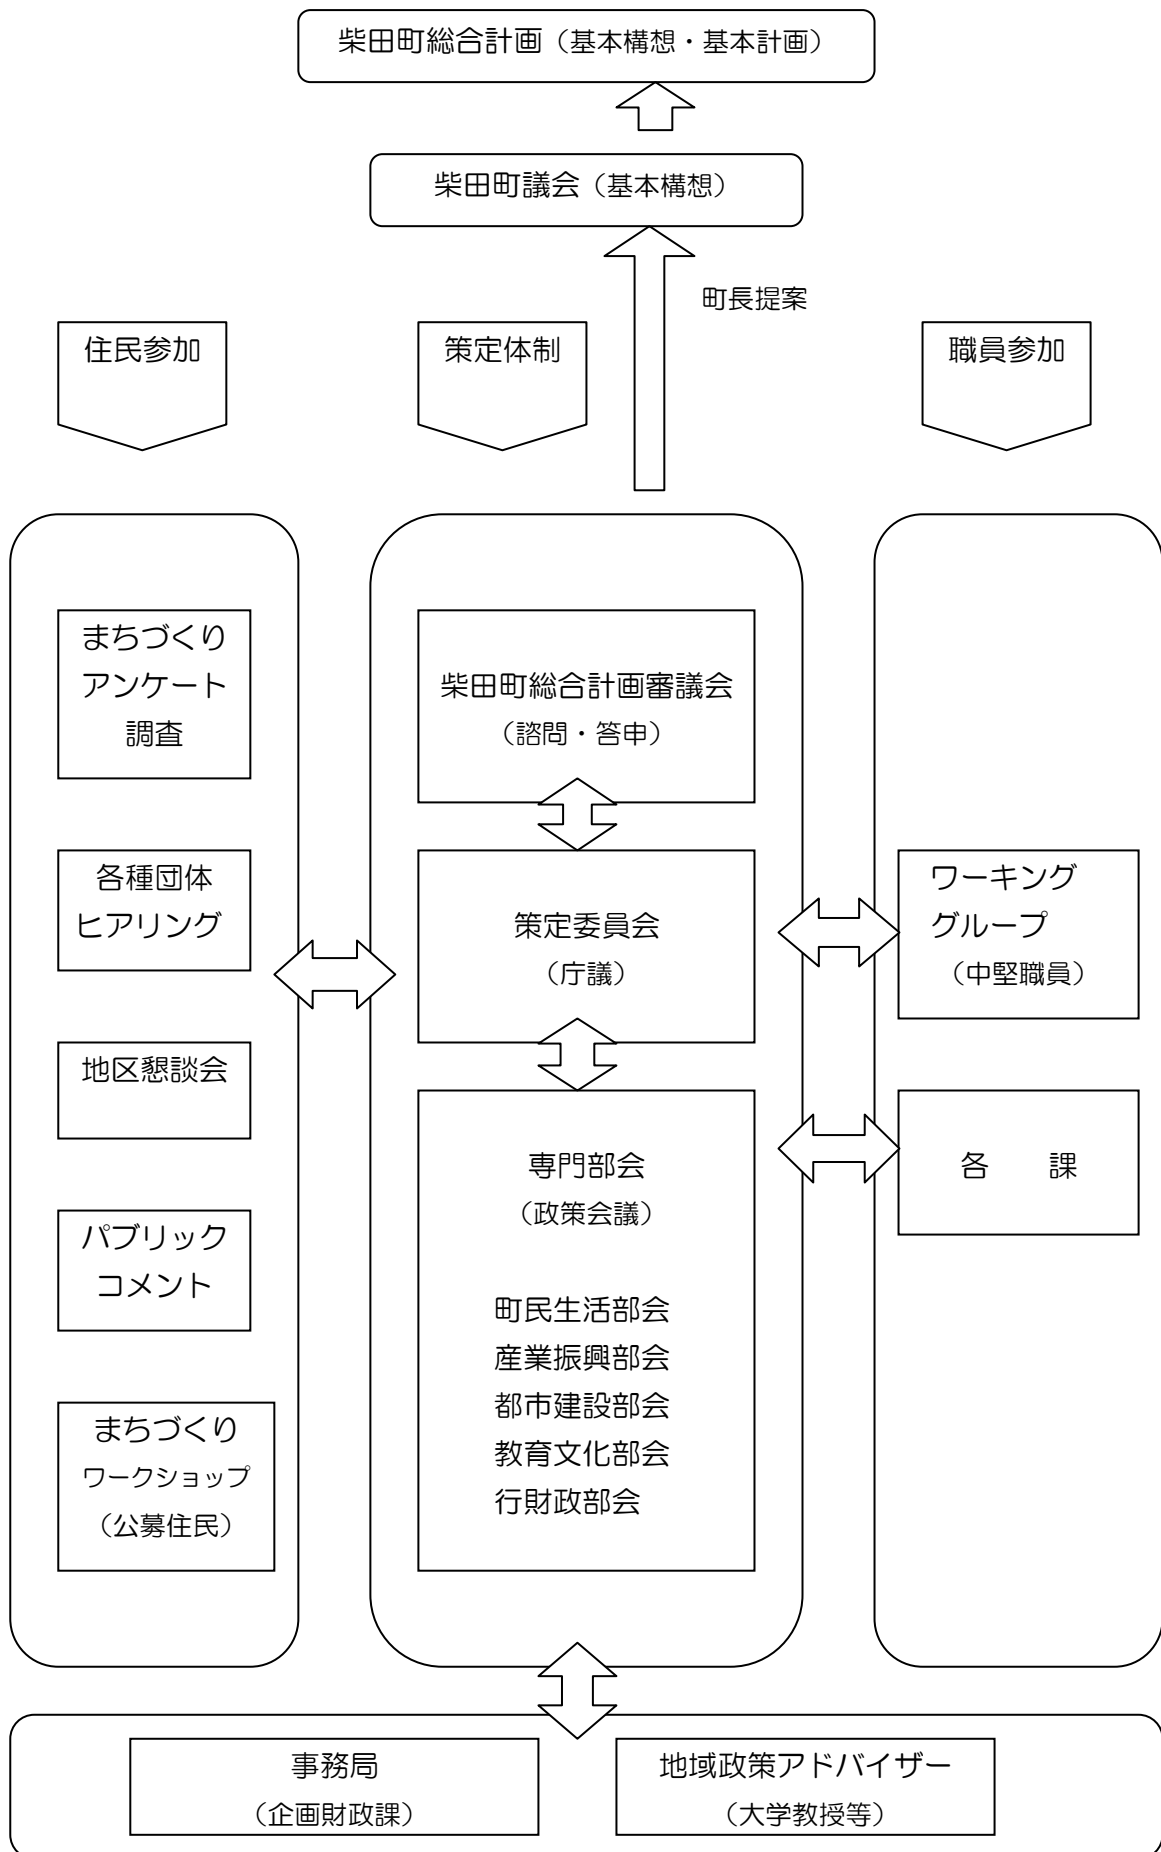 柴田町総合計画（基本構想・基本計画）
柴田町議会（基本構想）
町長提案
住民参加
策定体制
職員参加
まちづくり
アンケート
調査
各種団体
ヒアリング
地区懇談会
パブリック
コメント
まちづくり
ワークショップ
（公募住民）
柴田町総合計画審議会
（諮問・答申）
策定委員会
（庁議）
専門部会
（政策会議）
町民生活部会
産業振興部会
都市建設部会
教育文化部会
行財政部会
ワーキング
グループ
（中堅職員）
各　　課
事務局
（企画財政課）
地域政策アドバイザー
（大学教授等）